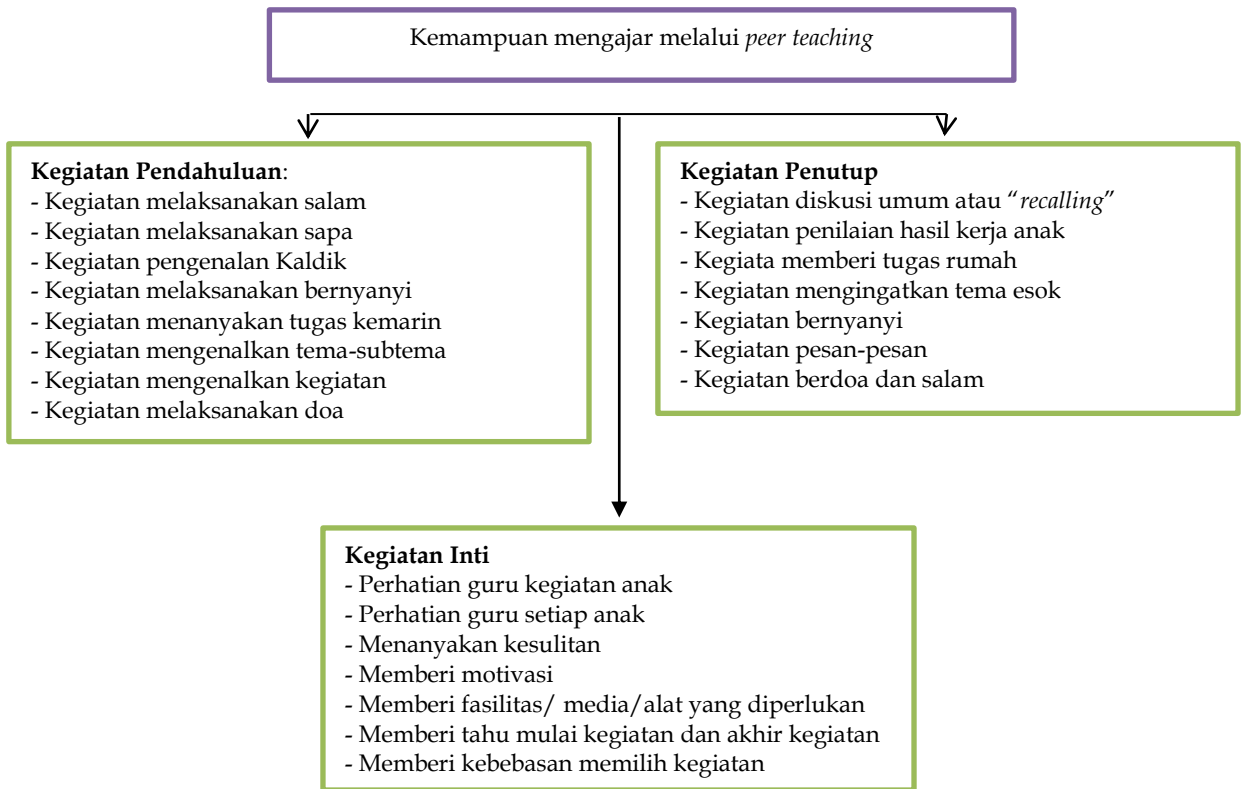 Kemampuan mengajar melalui peer teaching
Kegiatan Pendahuluan:
- Kegiatan melaksanakan salam
- Kegiatan melaksanakan sapa
- Kegiatan pengenalan Kaldik
- Kegiatan melaksanakan bernyanyi
- Kegiatan menanyakan tugas kemarin
- Kegiatan mengenalkan tema-subtema
- Kegiatan mengenalkan kegiatan
- Kegiatan melaksanakan doa
Kegiatan Penutup
- Kegiatan diskusi umum atau “recalling”
- Kegiatan penilaian hasil kerja anak
- Kegiata memberi tugas rumah
- Kegiatan mengingatkan tema esok
- Kegiatan bernyanyi
- Kegiatan pesan-pesan
- Kegiatan berdoa dan salam
Kegiatan Inti
- Perhatian guru kegiatan anak
- Perhatian guru setiap anak
- Menanyakan kesulitan
- Memberi motivasi
- Memberi fasilitas/ media/alat yang diperlukan
- Memberi tahu mulai kegiatan dan akhir kegiatan
- Memberi kebebasan memilih kegiatan